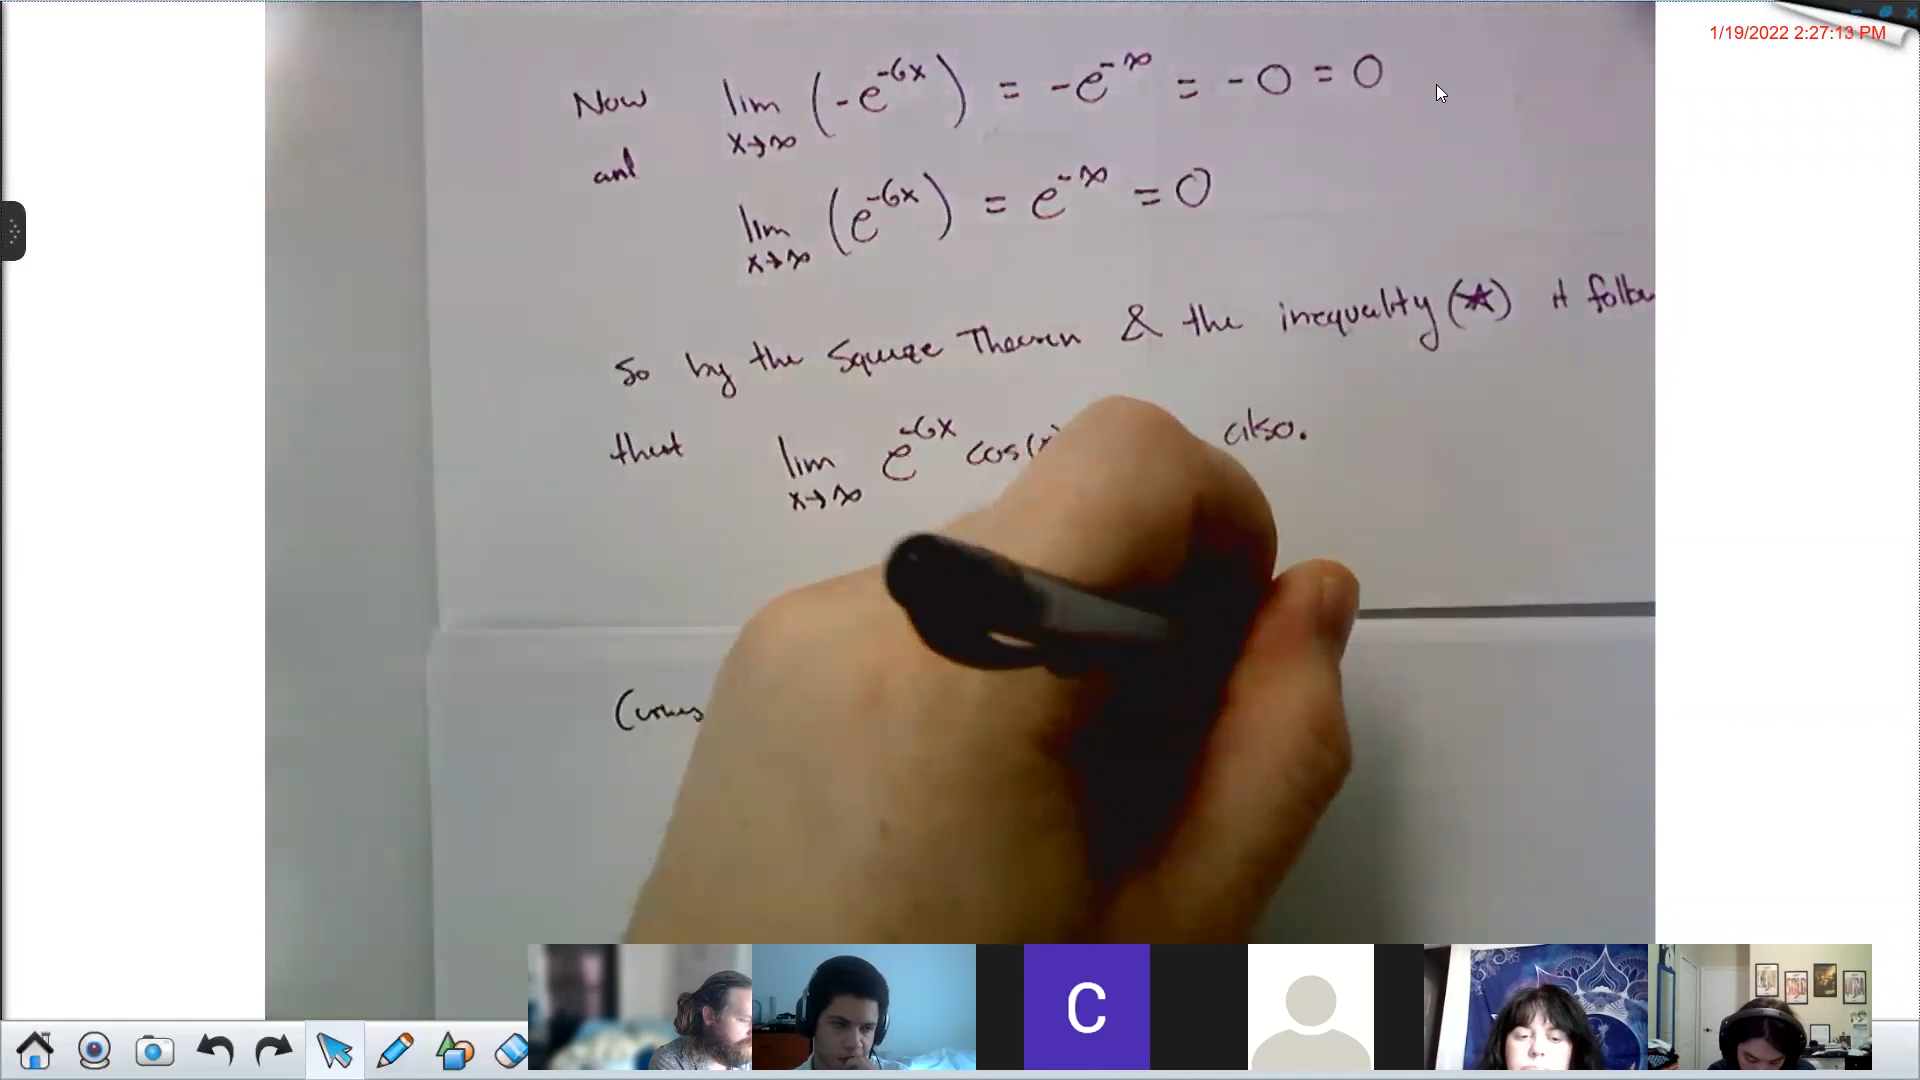 1/19/2022 2:27:13 PM
Now lim x→∞ (-e^{-6x}) = -e^{-∞} = -0 = 0
and
lim x→∞ (e^{-6x}) = e^{-∞} = 0
So by the Squeeze Theorem & the inequality (☆) it follow
that lim x→∞ e^{-6x} cos( also.
C